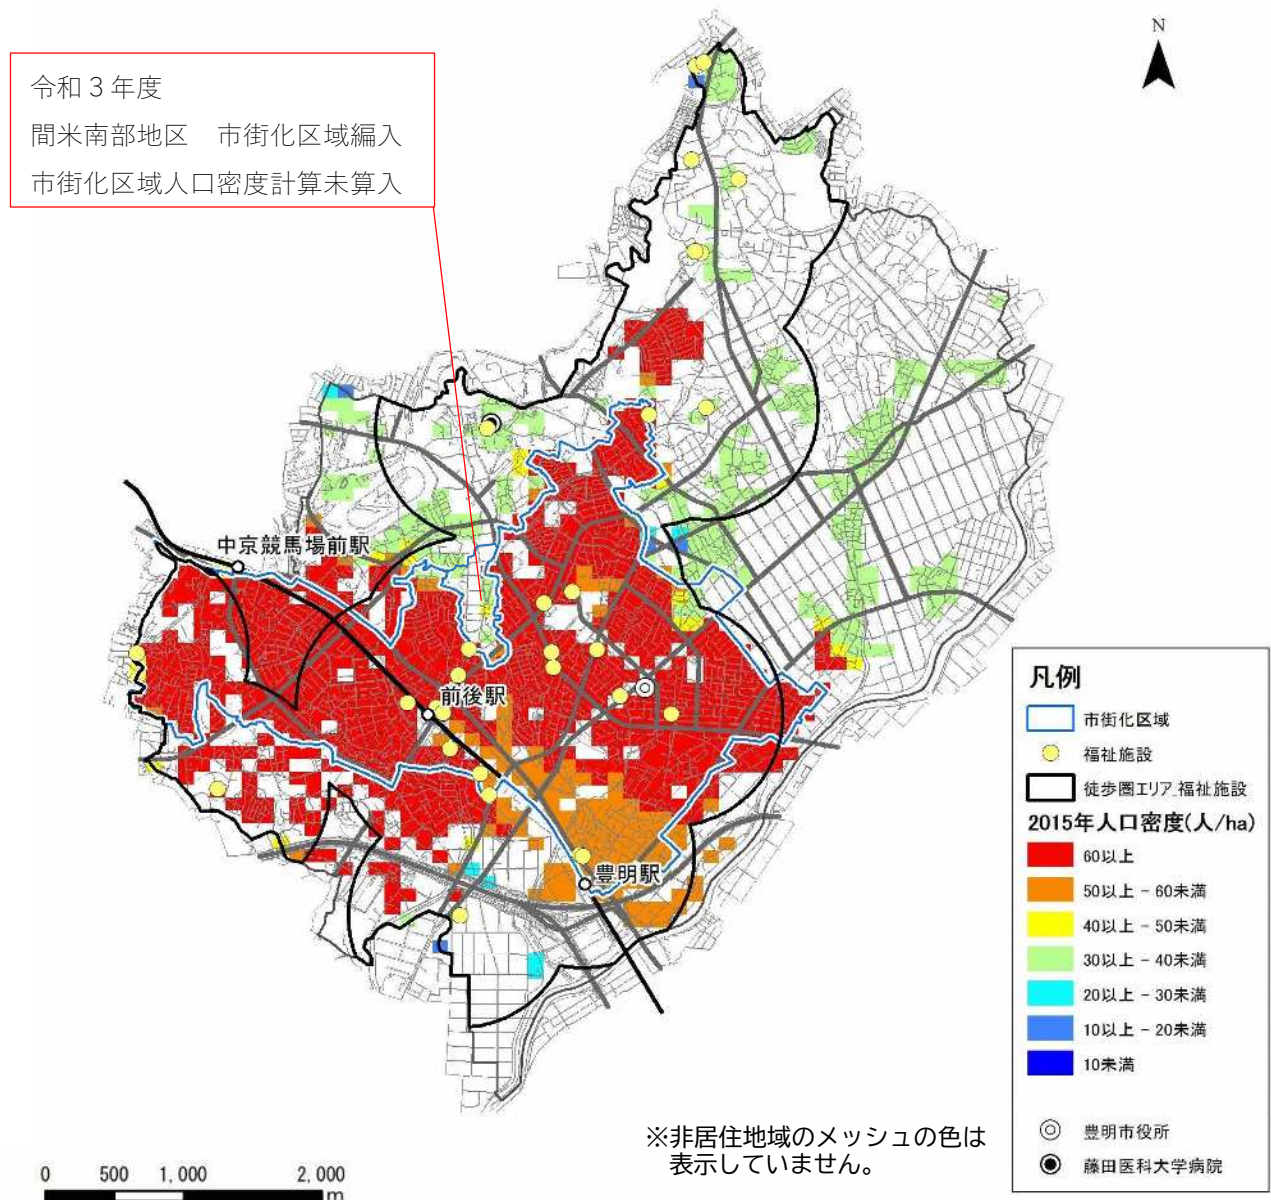 令和３年度
間米南部地区　市街化区域編入
市街化区域人口密度計算未算入
N
中京競馬場前駅
前後駅
豊明駅
凡例
市街化区域
福祉施設
徒歩圏エリア_福祉施設
2015年人口密度(人/ha)
60以上
50以上 - 60未満
40以上 - 50未満
30以上 - 40未満
20以上 - 30未満
10以上 - 20未満
10未満
豊明市役所
藤田医科大学病院
※非居住地域のメッシュの色は
表示していません。
0 500 1,000 2,000
m